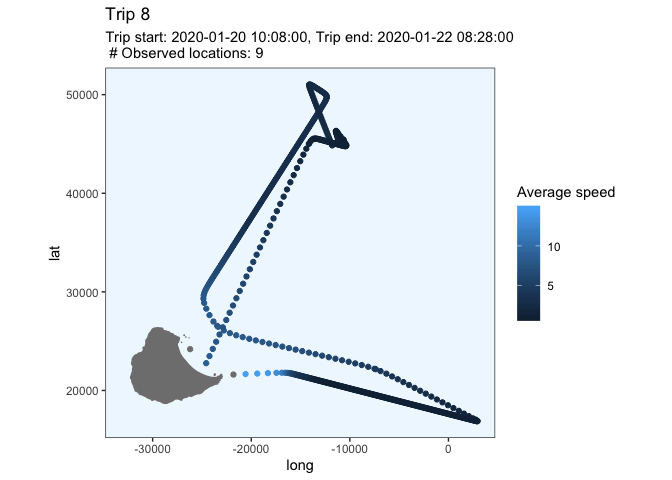 Trip 8
Trip start: 2020-01-20 10:08:00, Trip end: 2020-01-22 08:28:00
# Observed locations: 9
50000
40000
30000
20000
lat
-30000
-20000
-10000
0
long
Average speed
10
5